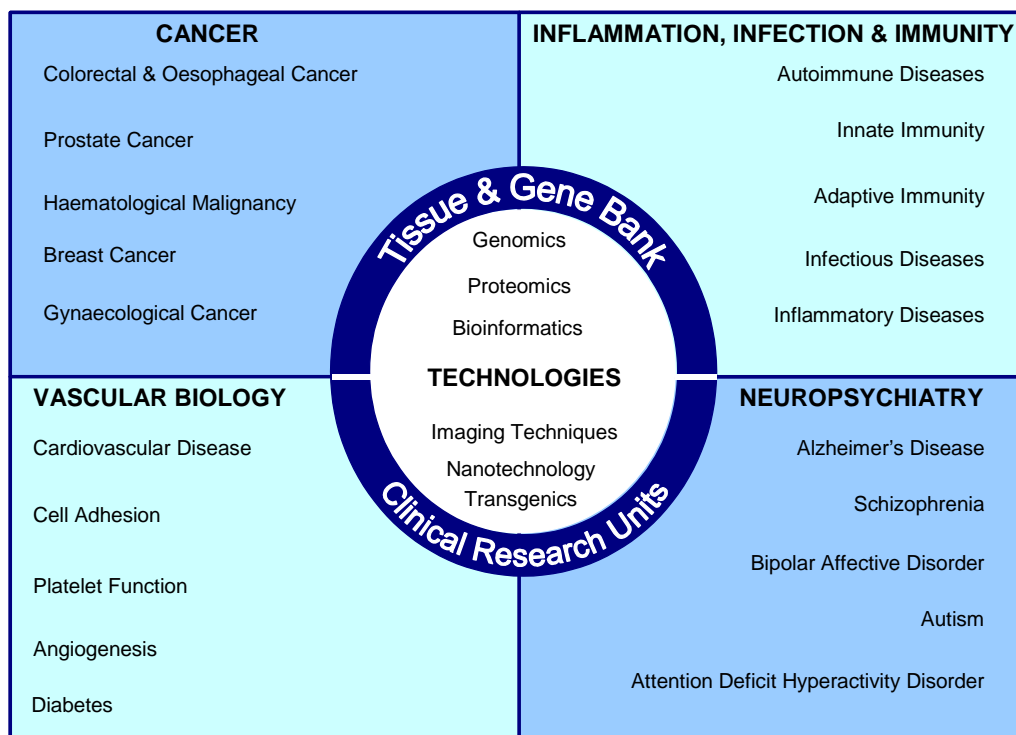 CANCER
Colorectal & Oesophageal Cancer
Prostate Cancer
Haematological Malignancy
Breast Cancer
Gynaecological Cancer
INFLAMMATION, INFECTION & IMMUNITY
Autoimmune Diseases
Innate Immunity
Adaptive Immunity
Infectious Diseases
Inflammatory Diseases
Tissue & Gene Bank
Genomics
Proteomics
Bioinformatics
TECHNOLOGIES
Imaging Techniques
Nanotechnology
Transgenics
Clinical Research Units
VASCULAR BIOLOGY
Cardiovascular Disease
Cell Adhesion
Platelet Function
Angiogenesis
Diabetes
NEUROPSYCHIATRY
Alzheimer's Disease
Schizophrenia
Bipolar Affective Disorder
Autism
Attention Deficit Hyperactivity Disorder